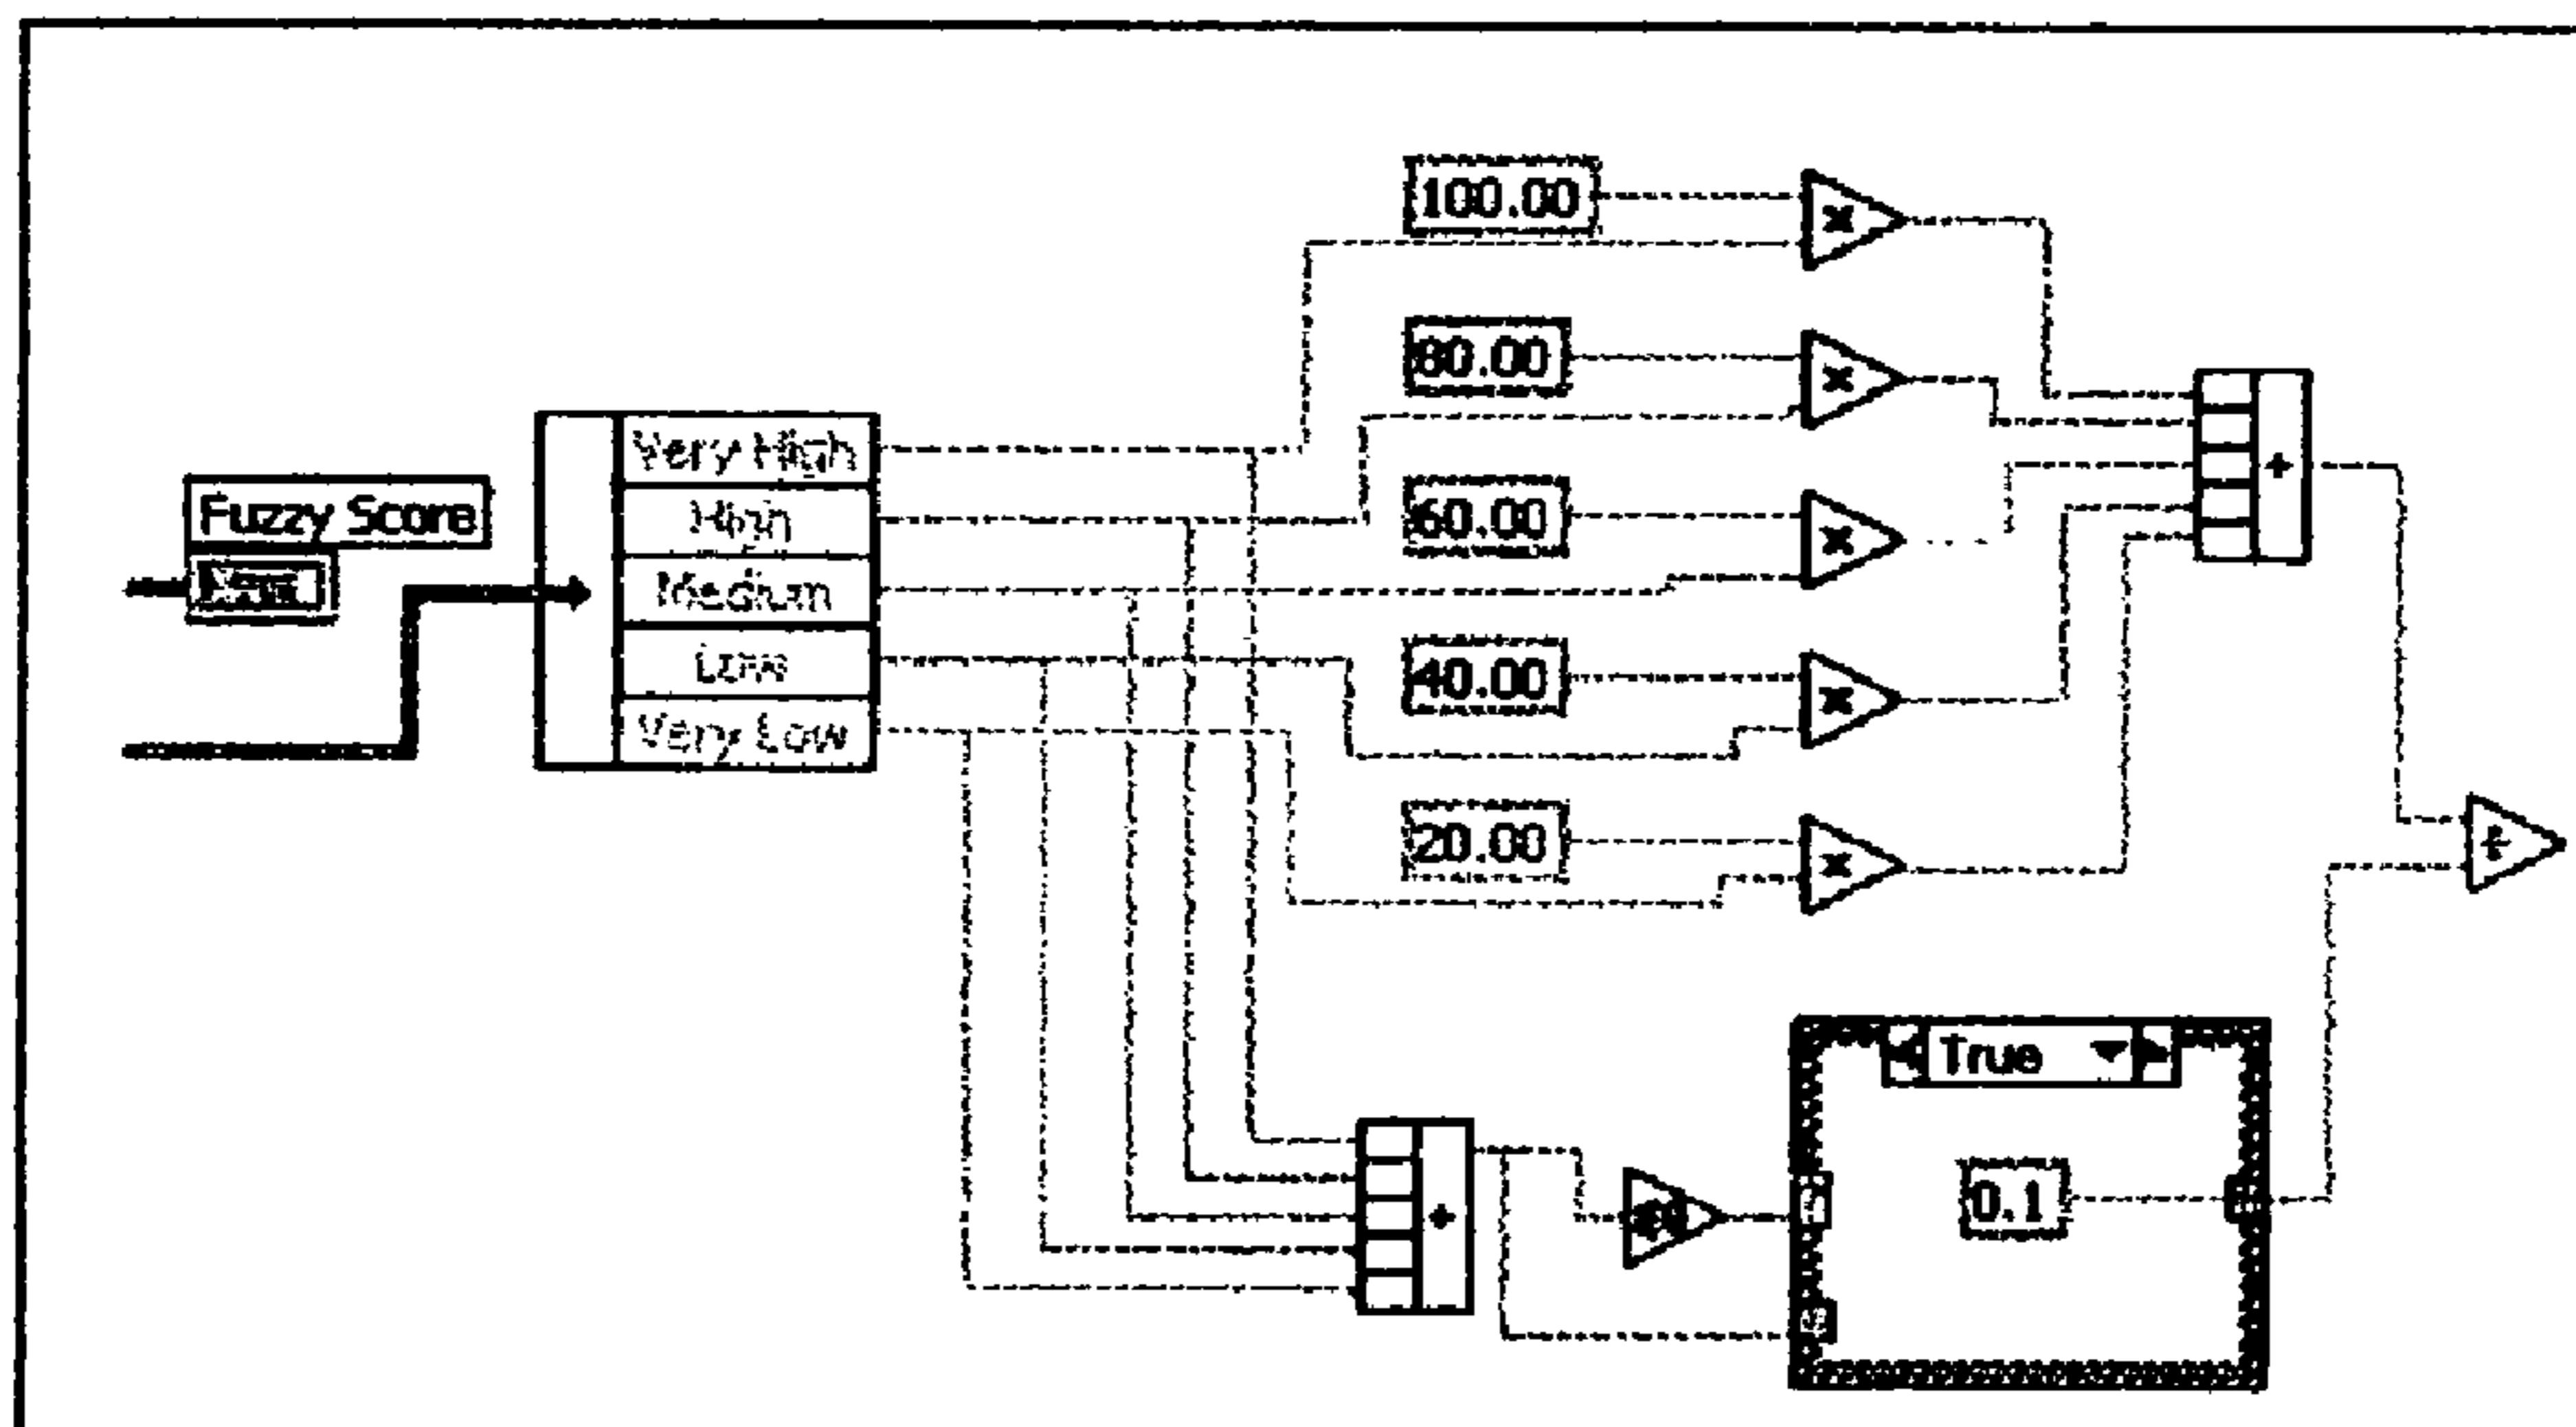 100.00
80.00
Very High
Fuzzy Score
High
60.00
Medium
Low
40.00
Very Low
20.00
True
0.1